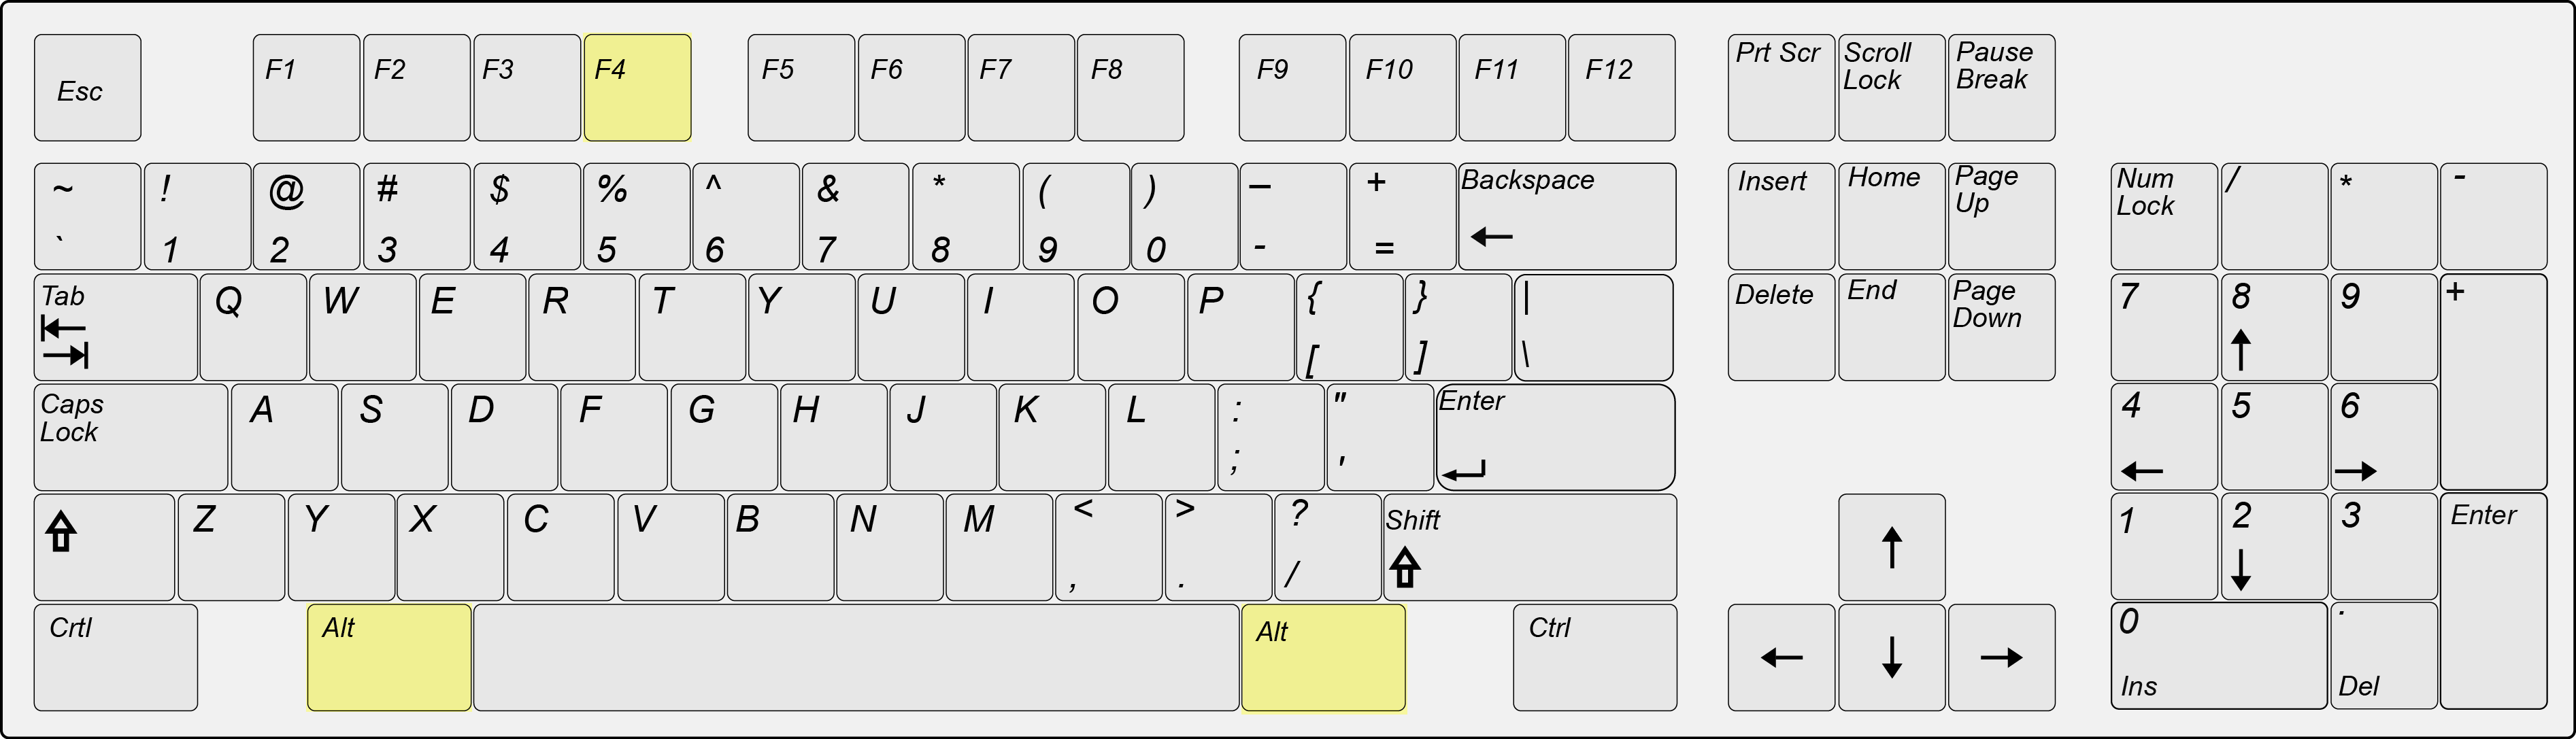 Esc F1 F2 F3 F4 F5 F6 F7 F8 F9 F10 F11 F12 Prt Scr Scroll Lock Pause Break
~ ! @ # $ % ^ & * ( ) – + Backspace Insert Home Page Up Num Lock / * -
` 1 2 3 4 5 6 7 8 9 0 - = ←
Tab Q W E R T Y U I O P { } | Delete End Page Down 7 8 9 +
[ ] \ ↑
Caps Lock A S D F G H J K L : " Enter 4 5 6
; ' ← →
Z Y X C V B N M < > ? Shift 1 2 3 Enter
, . / ↑ ↓
Crtl Alt Alt Ctrl ← ↓ → 0 .
Ins Del